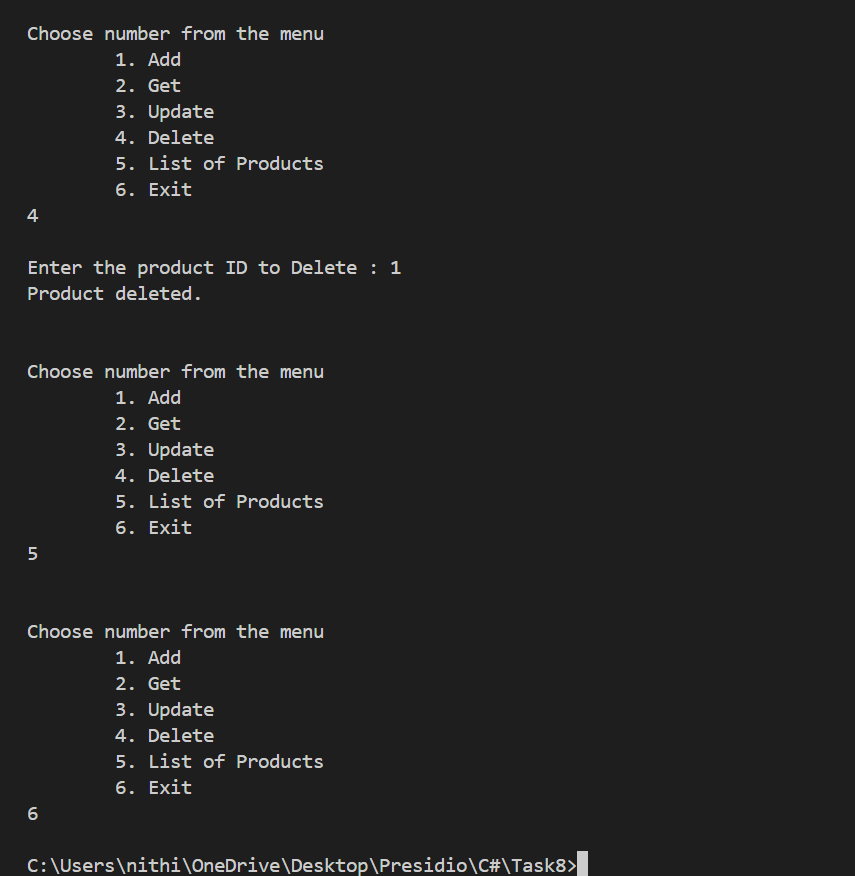 Choose number from the menu
1. Add
2. Get
3. Update
4. Delete
5. List of Products
6. Exit
4
Enter the product ID to Delete : 1
Product deleted.
Choose number from the menu
1. Add
2. Get
3. Update
4. Delete
5. List of Products
6. Exit
5
Choose number from the menu
1. Add
2. Get
3. Update
4. Delete
5. List of Products
6. Exit
6
C:\Users\nithi\OneDrive\Desktop\Presidio\C#\Task8>